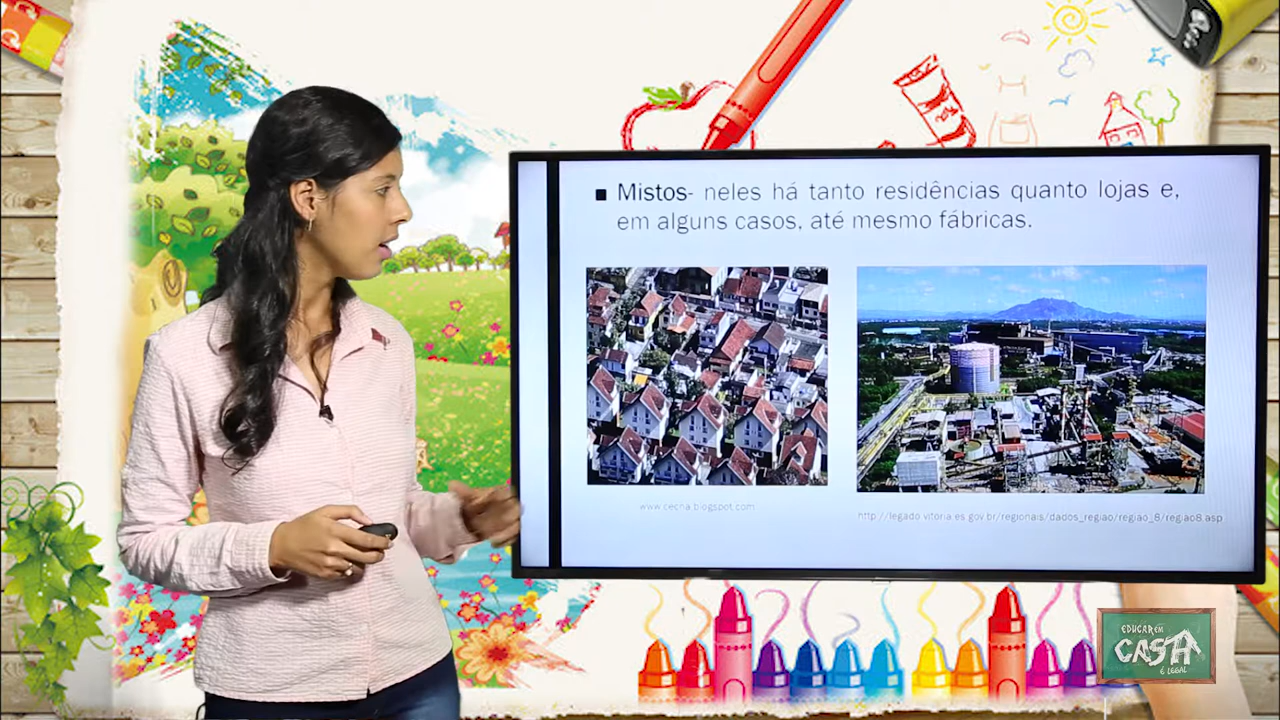 ■ Mistos- neles há tanto residências quanto lojas e,
em alguns casos, até mesmo fábricas.
www.cecha.blogspot.com
http://legado.vitoria.es.gov.br/regionais/dados_regiao/regiao_8/regiao8.asp
EDUCAR EM
CASA
É LEGAL